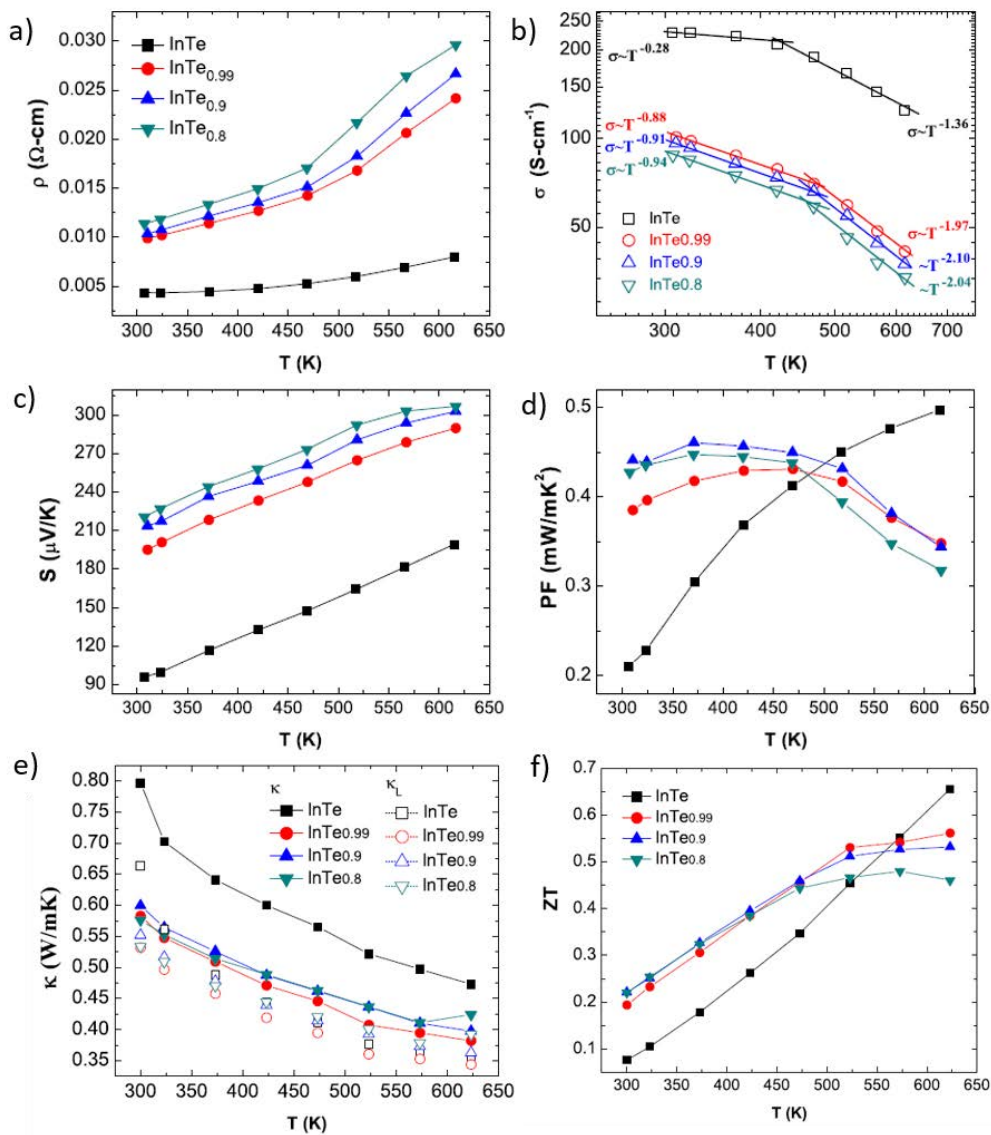 a)
ρ (Ω-cm)
0.030
0.025
0.020
0.015
0.010
0.005
InTe
InTe0.99
InTe0.9
InTe0.8
300 350 400 450 500 550 600 650
T (K)
b)
σ (S-cm⁻¹)
250
200
150
100
50
σ~T^-0.28
σ~T^-0.88
σ~T^-0.91
σ~T^-0.94
σ~T^-1.36
σ~T^-1.97
~T^-2.10
~T^-2.04
InTe
InTe0.99
InTe0.9
InTe0.8
300 400 500 600 700
T (K)
c)
S (μV/K)
300
270
240
210
180
150
120
90
300 350 400 450 500 550 600 650
T (K)
d)
PF (mW/mK²)
0.5
0.4
0.3
0.2
300 350 400 450 500 550 600 650
T (K)
e)
κ (W/mK)
0.80
0.75
0.70
0.65
0.60
0.55
0.50
0.45
0.40
0.35
κ
InTe
InTe0.99
InTe0.9
InTe0.8
κL
InTe
InTe0.99
InTe0.9
InTe0.8
300 350 400 450 500 550 600 650
T (K)
f)
ZT
0.7
0.6
0.5
0.4
0.3
0.2
0.1
InTe
InTe0.99
InTe0.9
InTe0.8
300 350 400 450 500 550 600 650
T (K)